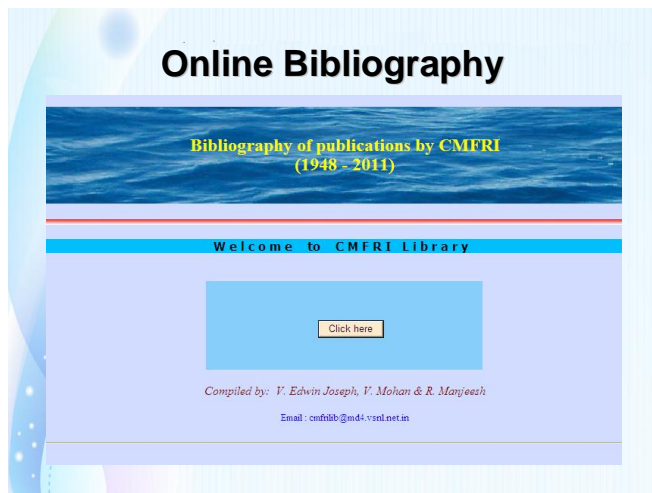 Online Bibliography
Bibliography of publications by CMFRI
(1948 - 2011)
Welcome to CMFRI Library
Click here
Compiled by: V. Edwin Joseph, V. Mohan & R. Manjeesh
Email : cmfrilib@md4.vsnl.net.in